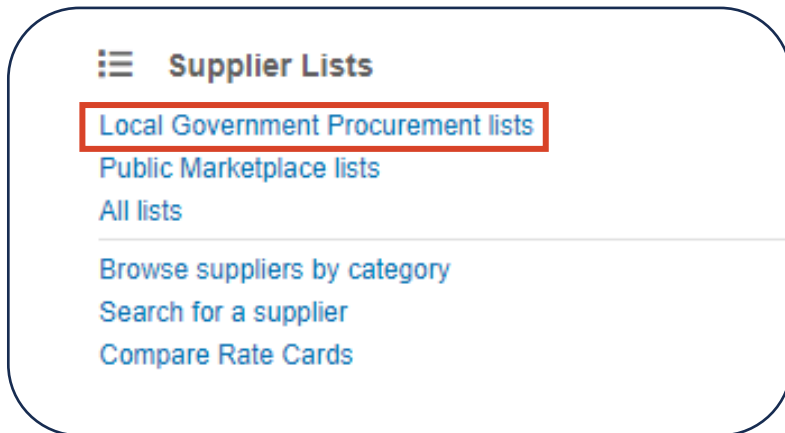 Supplier Lists
Local Government Procurement lists
Public Marketplace lists
All lists
Browse suppliers by category
Search for a supplier
Compare Rate Cards